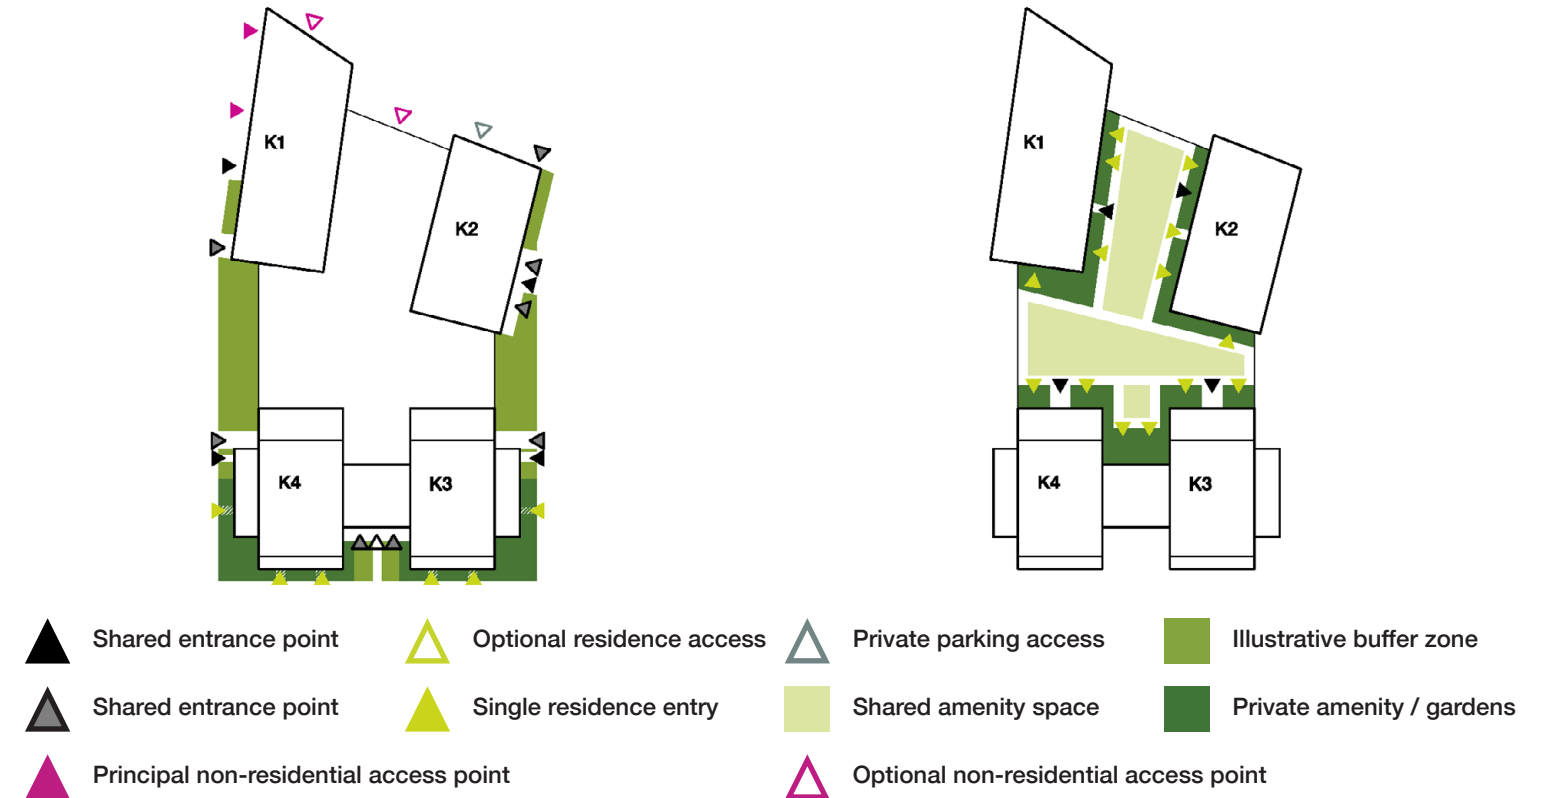 K1
K2
K4
K3
K1
K2
K4
K3
Shared entrance point
Optional residence access
Private parking access
Illustrative buffer zone
Shared entrance point
Single residence entry
Shared amenity space
Private amenity / gardens
Principal non-residential access point
Optional non-residential access point